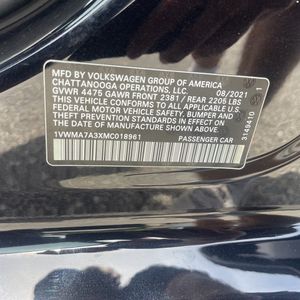 MFD. BY VOLKSWAGEN GROUP OF AMERICA
CHATTANOOGA OPERATIONS, LLC. 08/2021
GVWR 4475 GAWR FRONT 2381 / REAR 2205 LBS
THIS VEHICLE CONFORMS TO ALL APPLICABLE
FEDERAL MOTOR VEHICLE SAFETY, BUMPER, AND
THEFT PREVENTION STANDARDS IN EFFECT ON THE
DATE OF MANUFACTURE SHOWN ABOVE
1VWMA7A3XMC018961 PASSENGER CAR
3149410 1